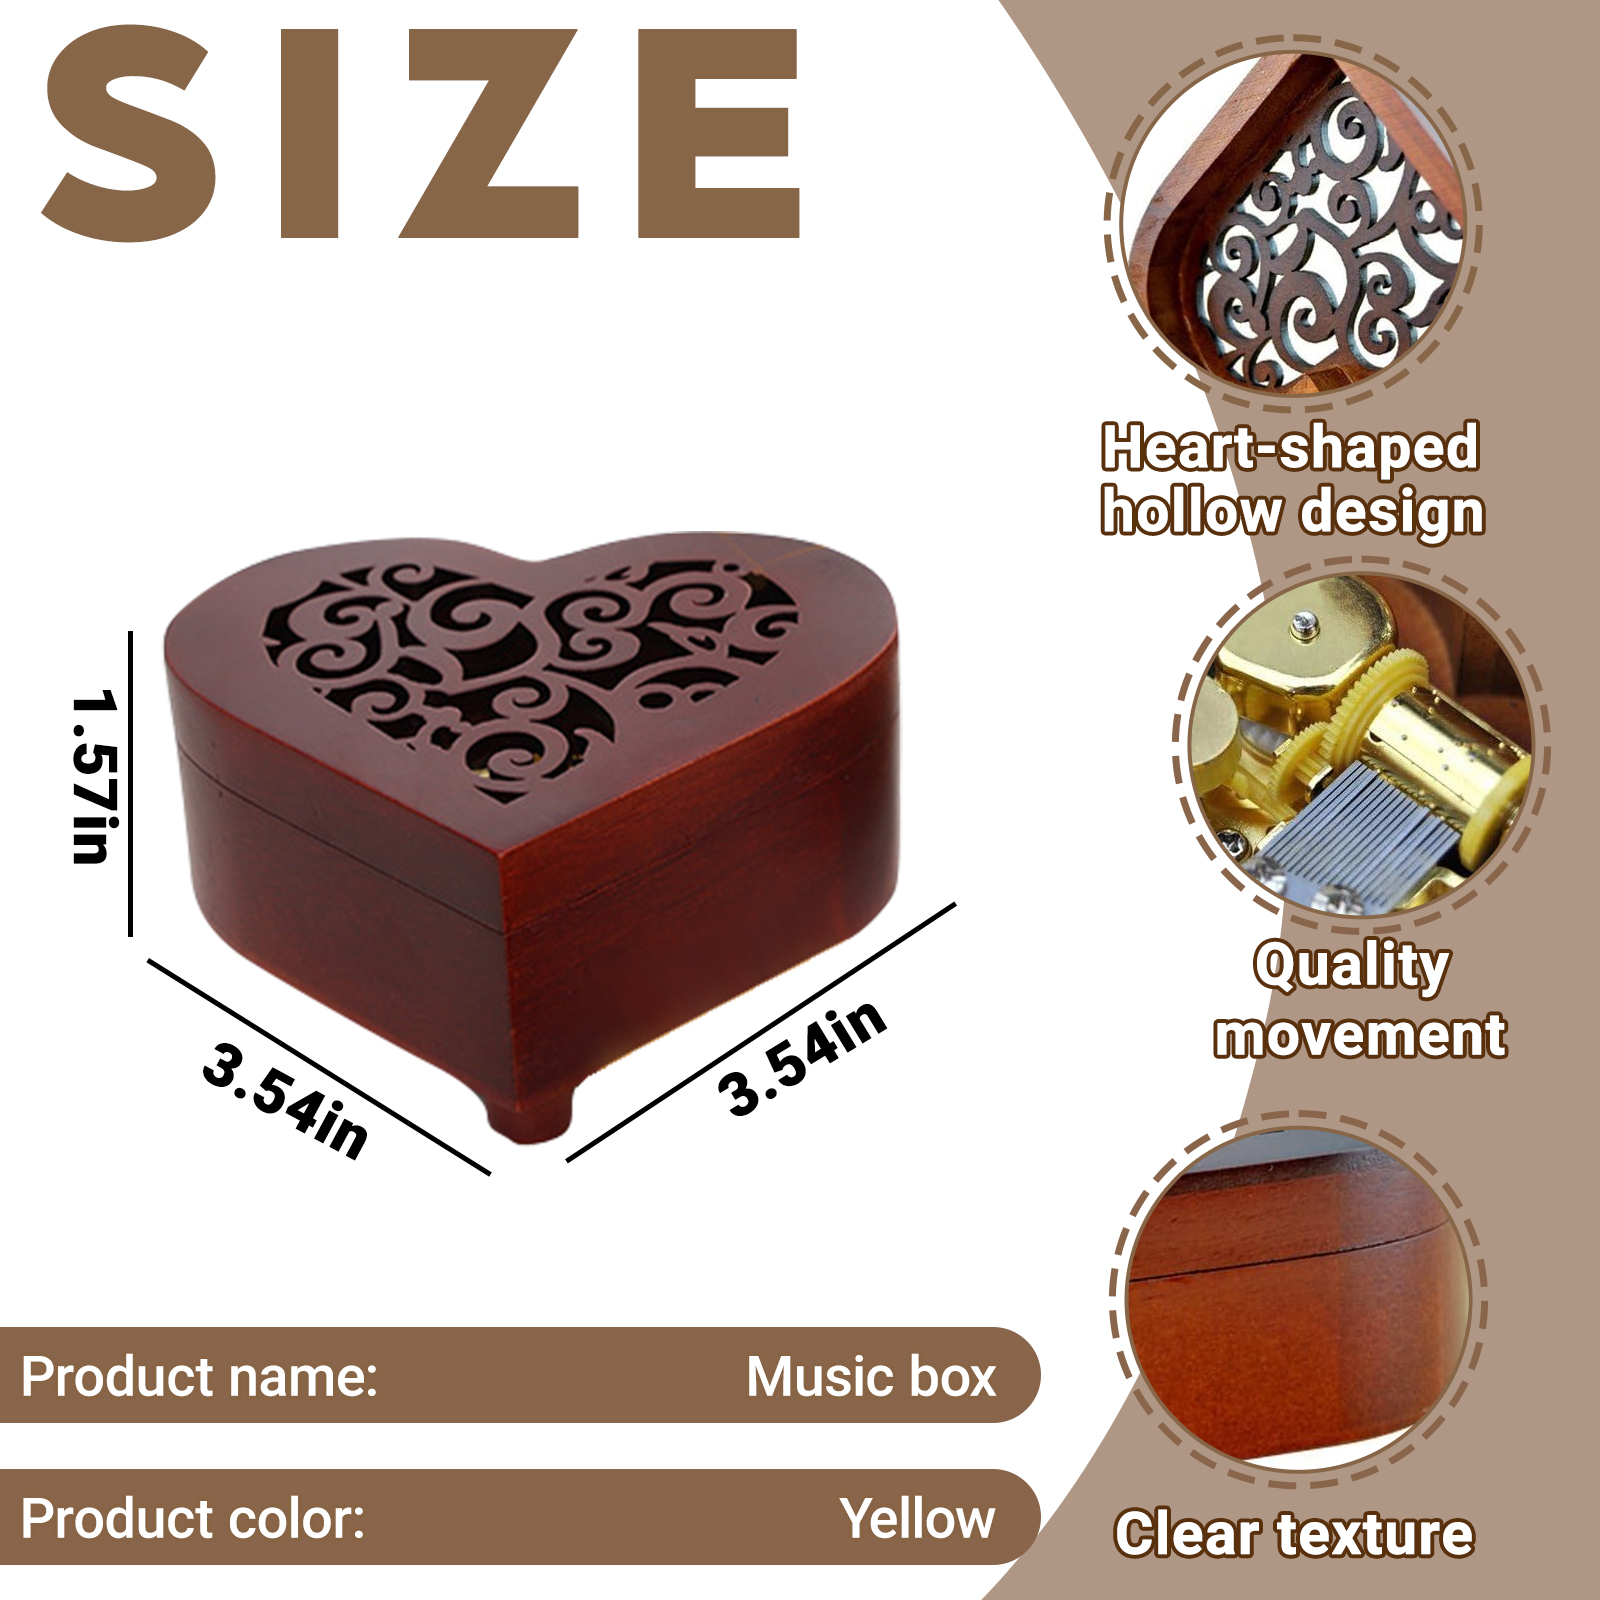 SIZE
Heart-shaped
hollow design
1.57in
3.54in
3.54in
Quality
movement
Product name: Music box
Product color: Yellow
Clear texture